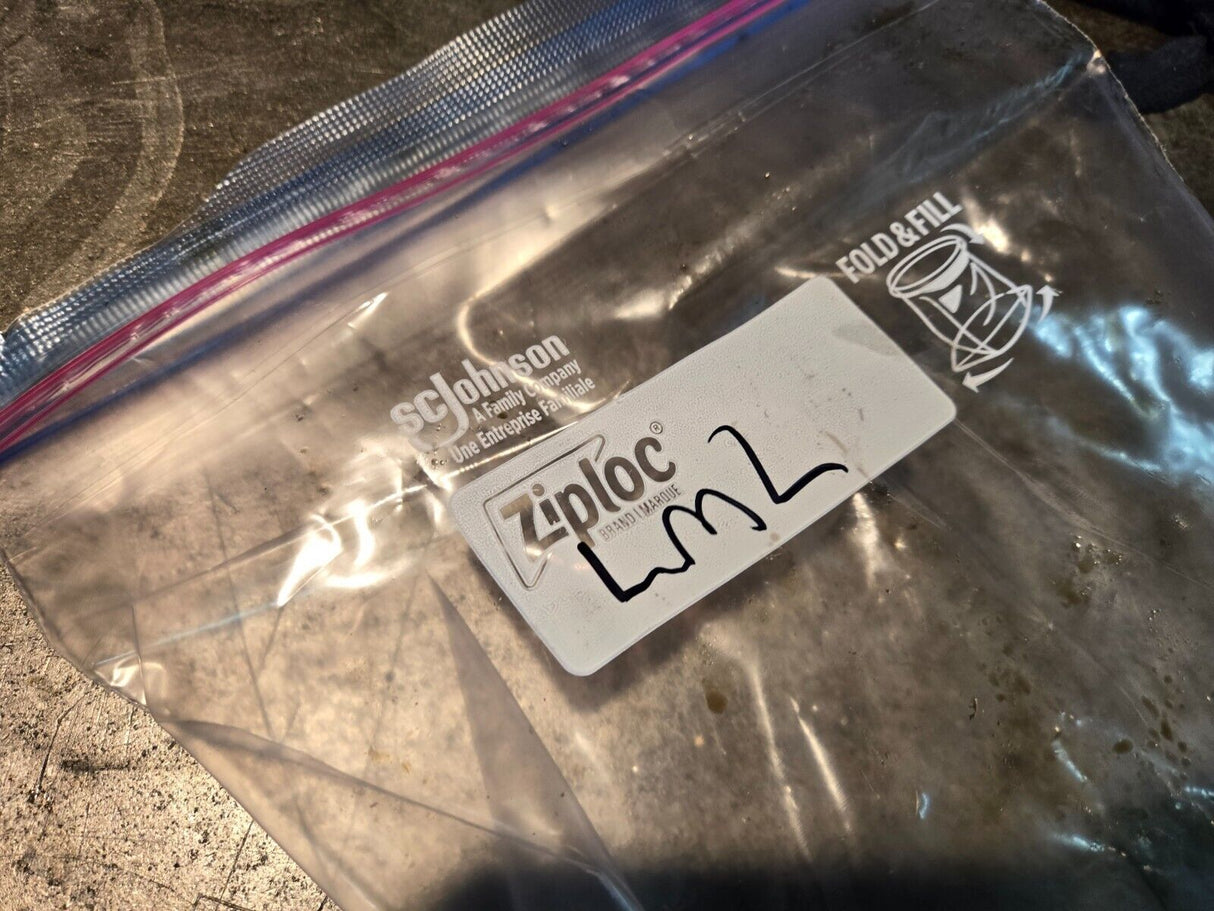 FOLD & FILL
scJohnson
A Family Company
Une Entreprise Familiale
Ziploc®
BRAND | MARQUE
LML